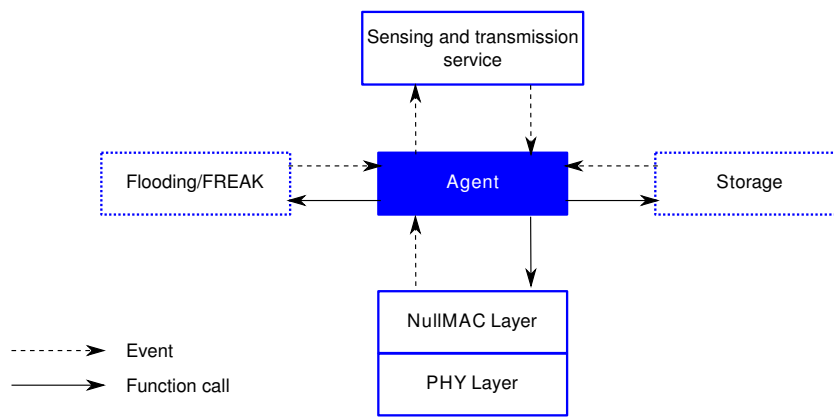 Sensing and transmission
service
Flooding/FREAK
Agent
Storage
NullMAC Layer
PHY Layer
Event
Function call